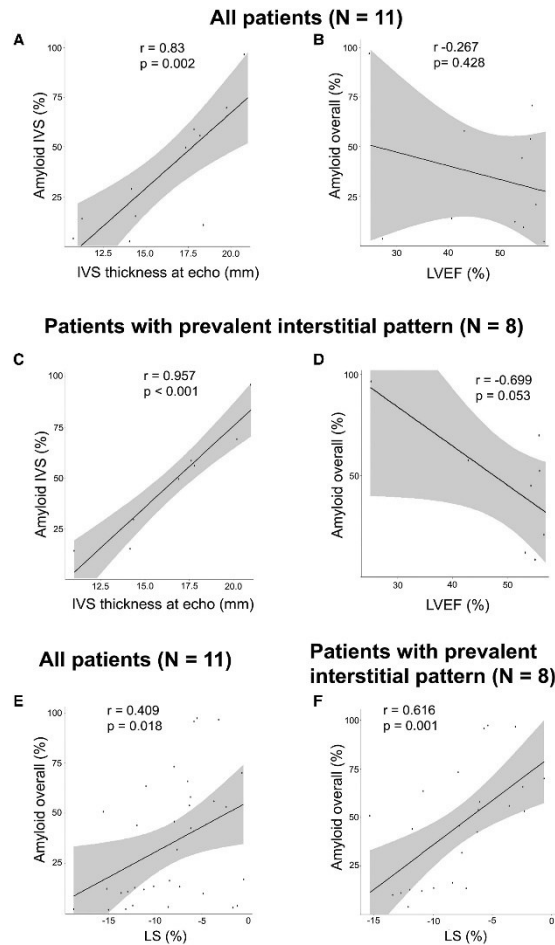 All patients (N = 11)
A
r = 0.83
p = 0.002
Amyloid IVS (%)
100
75
50
25
12.5
15.0
17.5
20.0
IVS thickness at echo (mm)
B
r -0.267
p= 0.428
Amyloid overall (%)
100
75
50
25
30
40
50
LVEF (%)
Patients with prevalent interstitial pattern (N = 8)
C
r = 0.957
p < 0.001
Amyloid IVS (%)
100
75
50
25
12.5
15.0
17.5
20.0
IVS thickness at echo (mm)
D
r = -0.699
p = 0.053
Amyloid overall (%)
100
50
30
40
50
LVEF (%)
All patients (N = 11)
E
r = 0.409
p = 0.018
Amyloid overall (%)
100
75
50
25
-15
-10
-5
0
LS (%)
Patients with prevalent
interstitial pattern (N = 8)
F
r = 0.616
p = 0.001
Amyloid overall (%)
100
75
50
25
-15
-10
-5
0
LS (%)